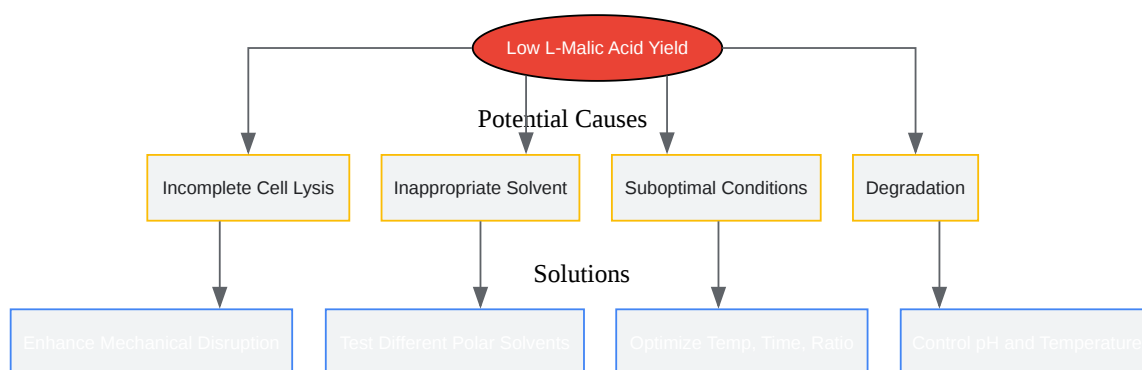 Low L-Malic Acid Yield
Potential Causes
Incomplete Cell Lysis
Inappropriate Solvent
Suboptimal Conditions
Degradation
Solutions
Enhance Mechanical Disruption
Test Different Polar Solvents
Optimize Temp, Time, Ratio
Control pH and Temperature